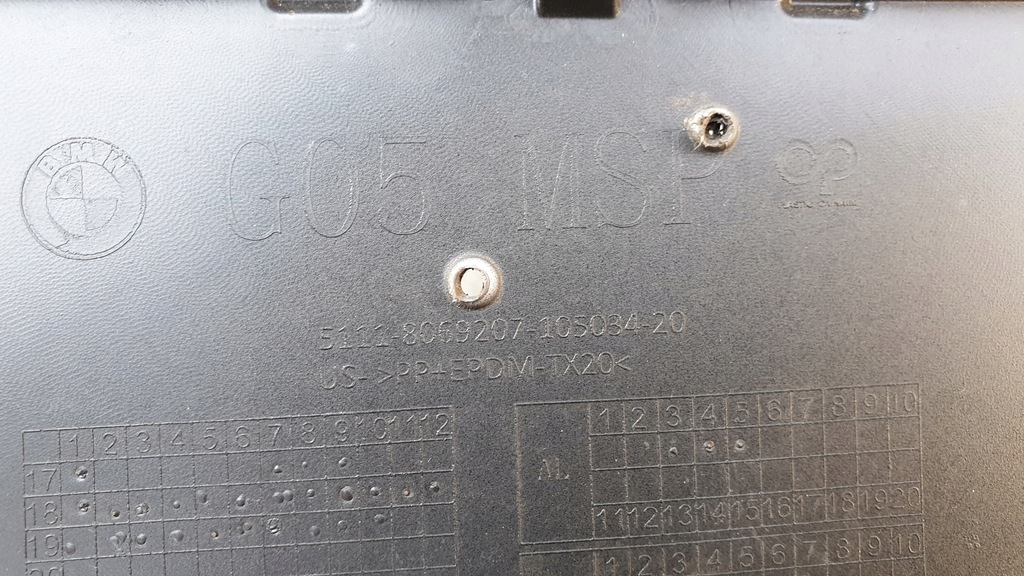 BMW
G05 MSP
5111-8069207-105034-20
US->PP+EPDM-TX20<
1 2 3 4 5 6 7 8 9 10 11 12
17
18
19
1 2 3 4 5 6 7 8 9 10
AL
11 12 13 14 15 16 17 18 19 20
1 2 3 4 5 6 7 8 9 10